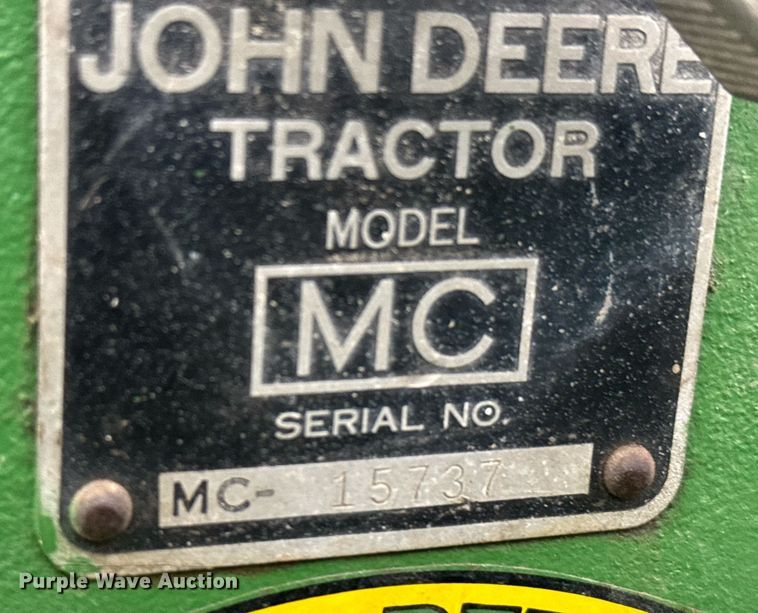 JOHN DEERE
TRACTOR
MODEL
MC
SERIAL NO.
MC- 15737
Purple Wave Auction